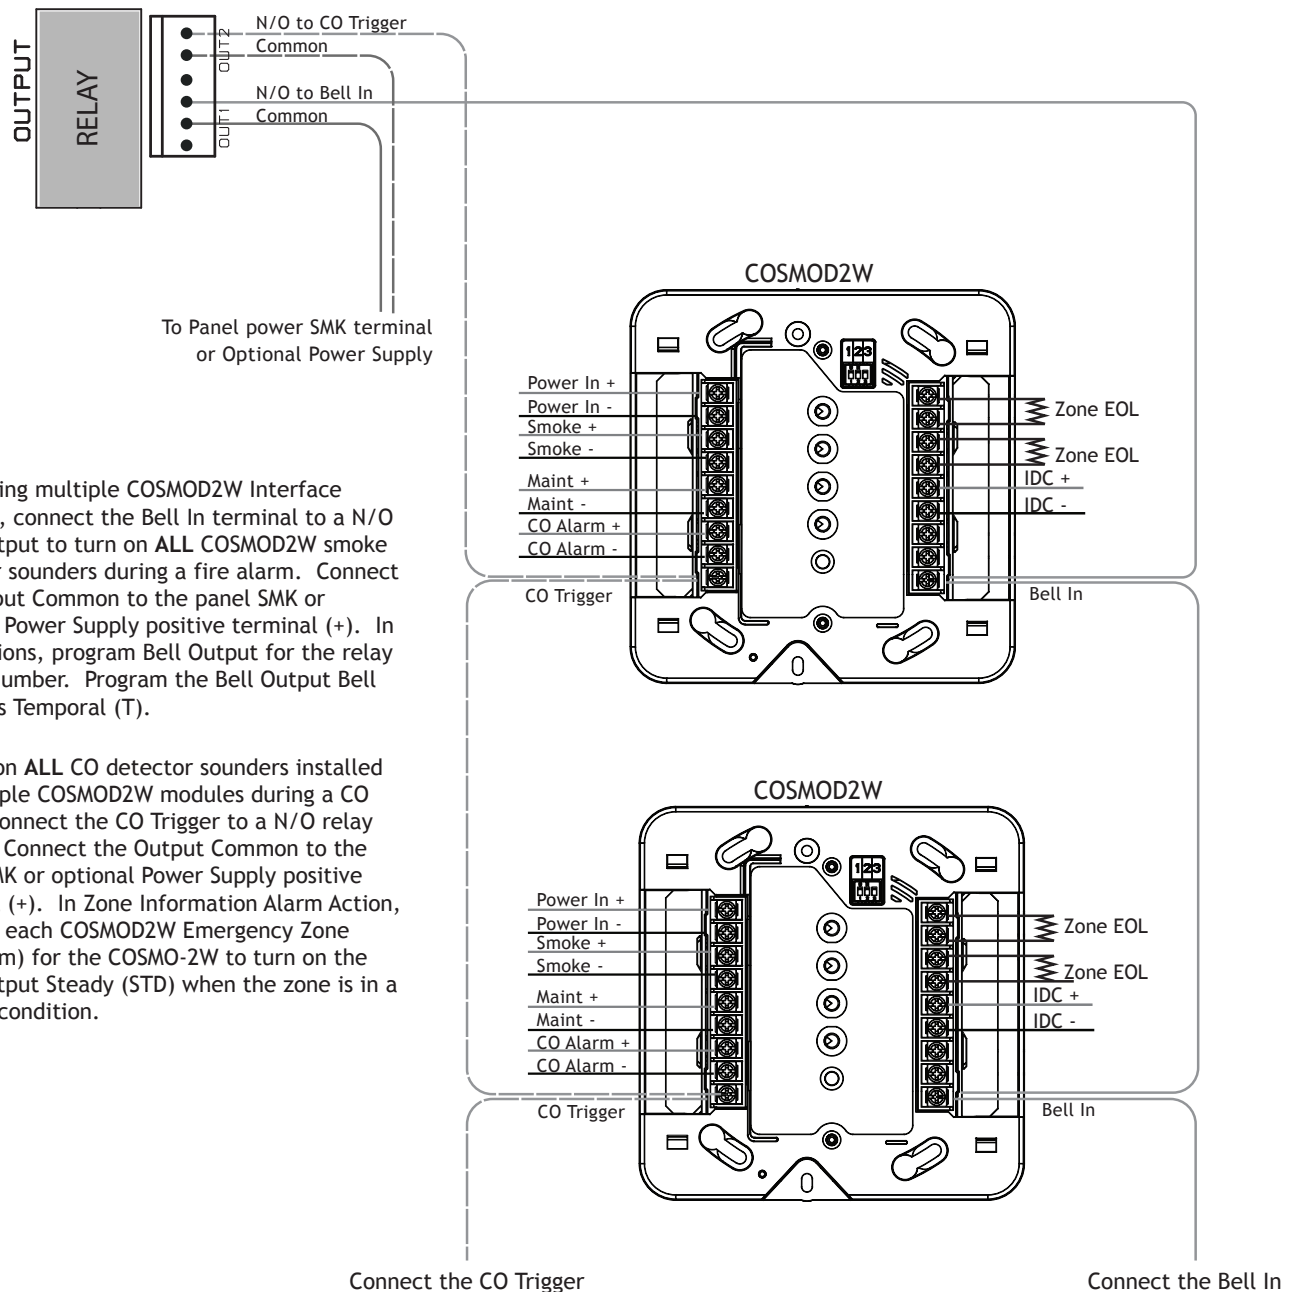 OUTPUT
RELAY
OUT2
OUT1
N/O to CO Trigger
Common
N/O to Bell In
Common
To Panel power SMK terminal
or Optional Power Supply
COSMOD2W
123
Power In +
Power In -
Smoke +
Smoke -
Maint +
Maint -
CO Alarm +
CO Alarm -
CO Trigger
Zone EOL
Zone EOL
IDC +
IDC -
Bell In
ing multiple COSMOD2W Interface
, connect the Bell In terminal to a N/O
tput to turn on ALL COSMOD2W smoke
r sounders during a fire alarm. Connect
out Common to the panel SMK or
Power Supply positive terminal (+). In
ions, program Bell Output for the relay
umber. Program the Bell Output Bell
s Temporal (T).
on ALL CO detector sounders installed
ple COSMOD2W modules during a CO
onnect the CO Trigger to a N/O relay
Connect the Output Common to the
MK or optional Power Supply positive
(+). In Zone Information Alarm Action,
each COSMOD2W Emergency Zone
m) for the COSMO-2W to turn on the
tput Steady (STD) when the zone is in a
condition.
COSMOD2W
123
Power In +
Power In -
Smoke +
Smoke -
Maint +
Maint -
CO Alarm +
CO Alarm -
CO Trigger
Zone EOL
Zone EOL
IDC +
IDC -
Bell In
Connect the CO Trigger
Connect the Bell In